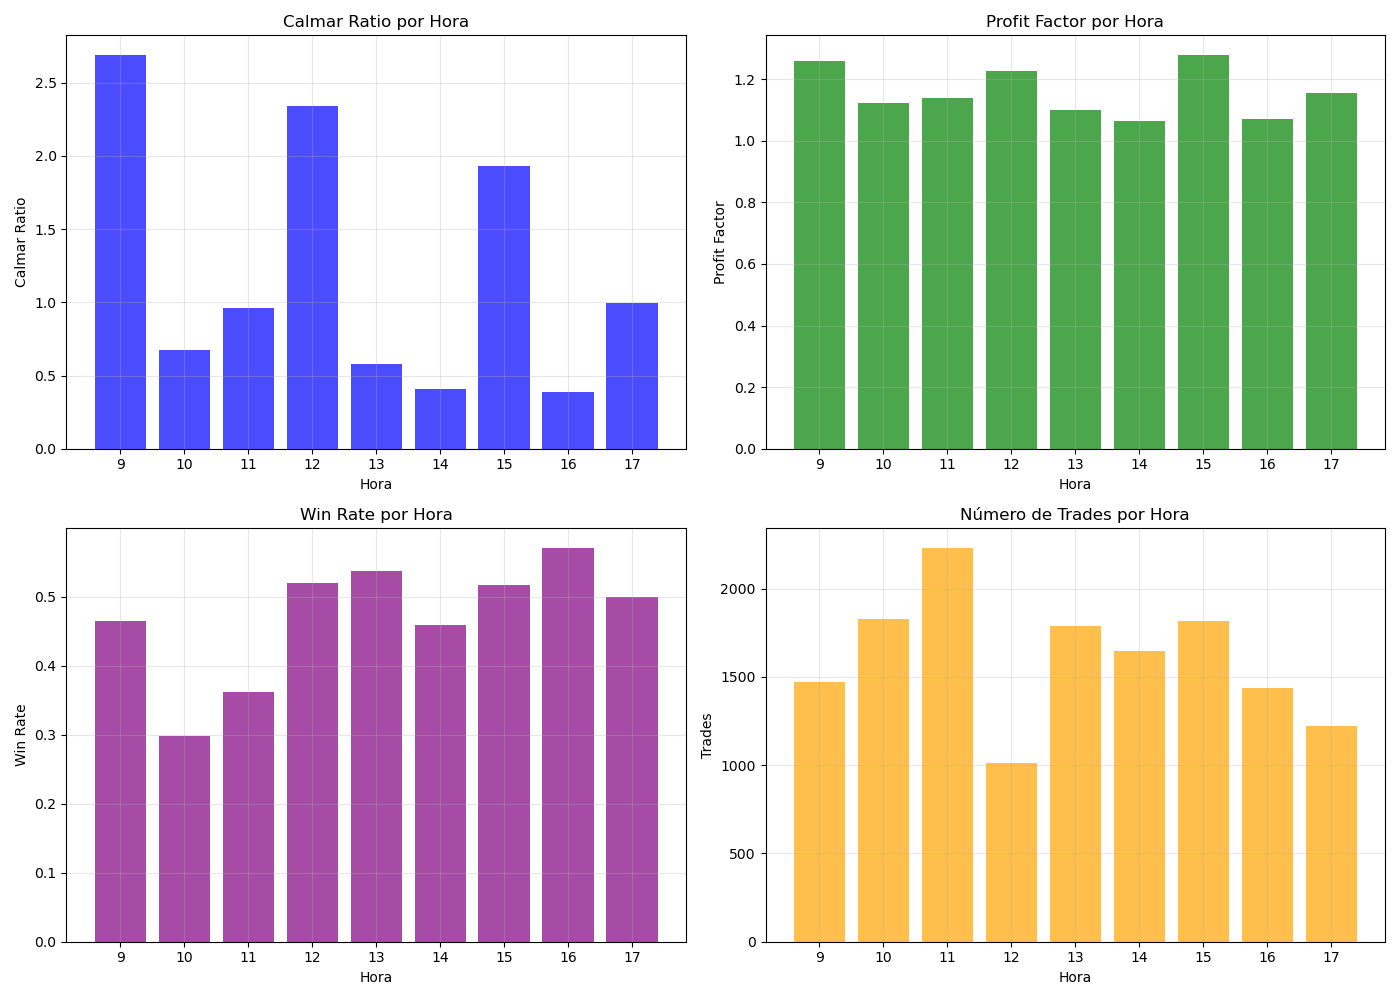 Calmar Ratio por Hora
Calmar Ratio
2.5
2.0
1.5
1.0
0.5
0.0
9 10 11 12 13 14 15 16 17
Hora
Profit Factor por Hora
Profit Factor
1.2
1.0
0.8
0.6
0.4
0.2
0.0
9 10 11 12 13 14 15 16 17
Hora
Win Rate por Hora
Win Rate
0.5
0.4
0.3
0.2
0.1
0.0
9 10 11 12 13 14 15 16 17
Hora
Número de Trades por Hora
Trades
2000
1500
1000
500
0
9 10 11 12 13 14 15 16 17
Hora